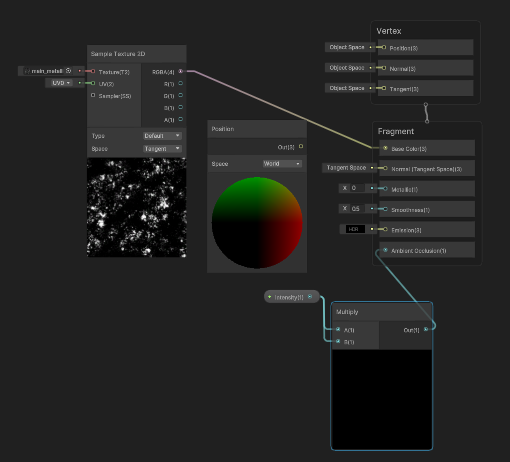 Vertex
Object Space
Position(3)
Object Space
Normal(3)
Object Space
Tangent(3)
Sample Texture 2D
main_metall
Texture(T2)
RGBA(4)
UV0
UV(2)
R(1)
Sampler(SS)
G(1)
B(1)
A(1)
Type
Default
Space
Tangent
Position
Out(3)
Space
World
Fragment
Base Color(3)
Tangent Space
Normal (Tangent Space)(3)
X 0
Metallic(1)
X 0.5
Smoothness(1)
HDR
Emission(3)
Ambient Occlusion(1)
Intensity(1)
Multiply
A(1)
Out(1)
B(1)